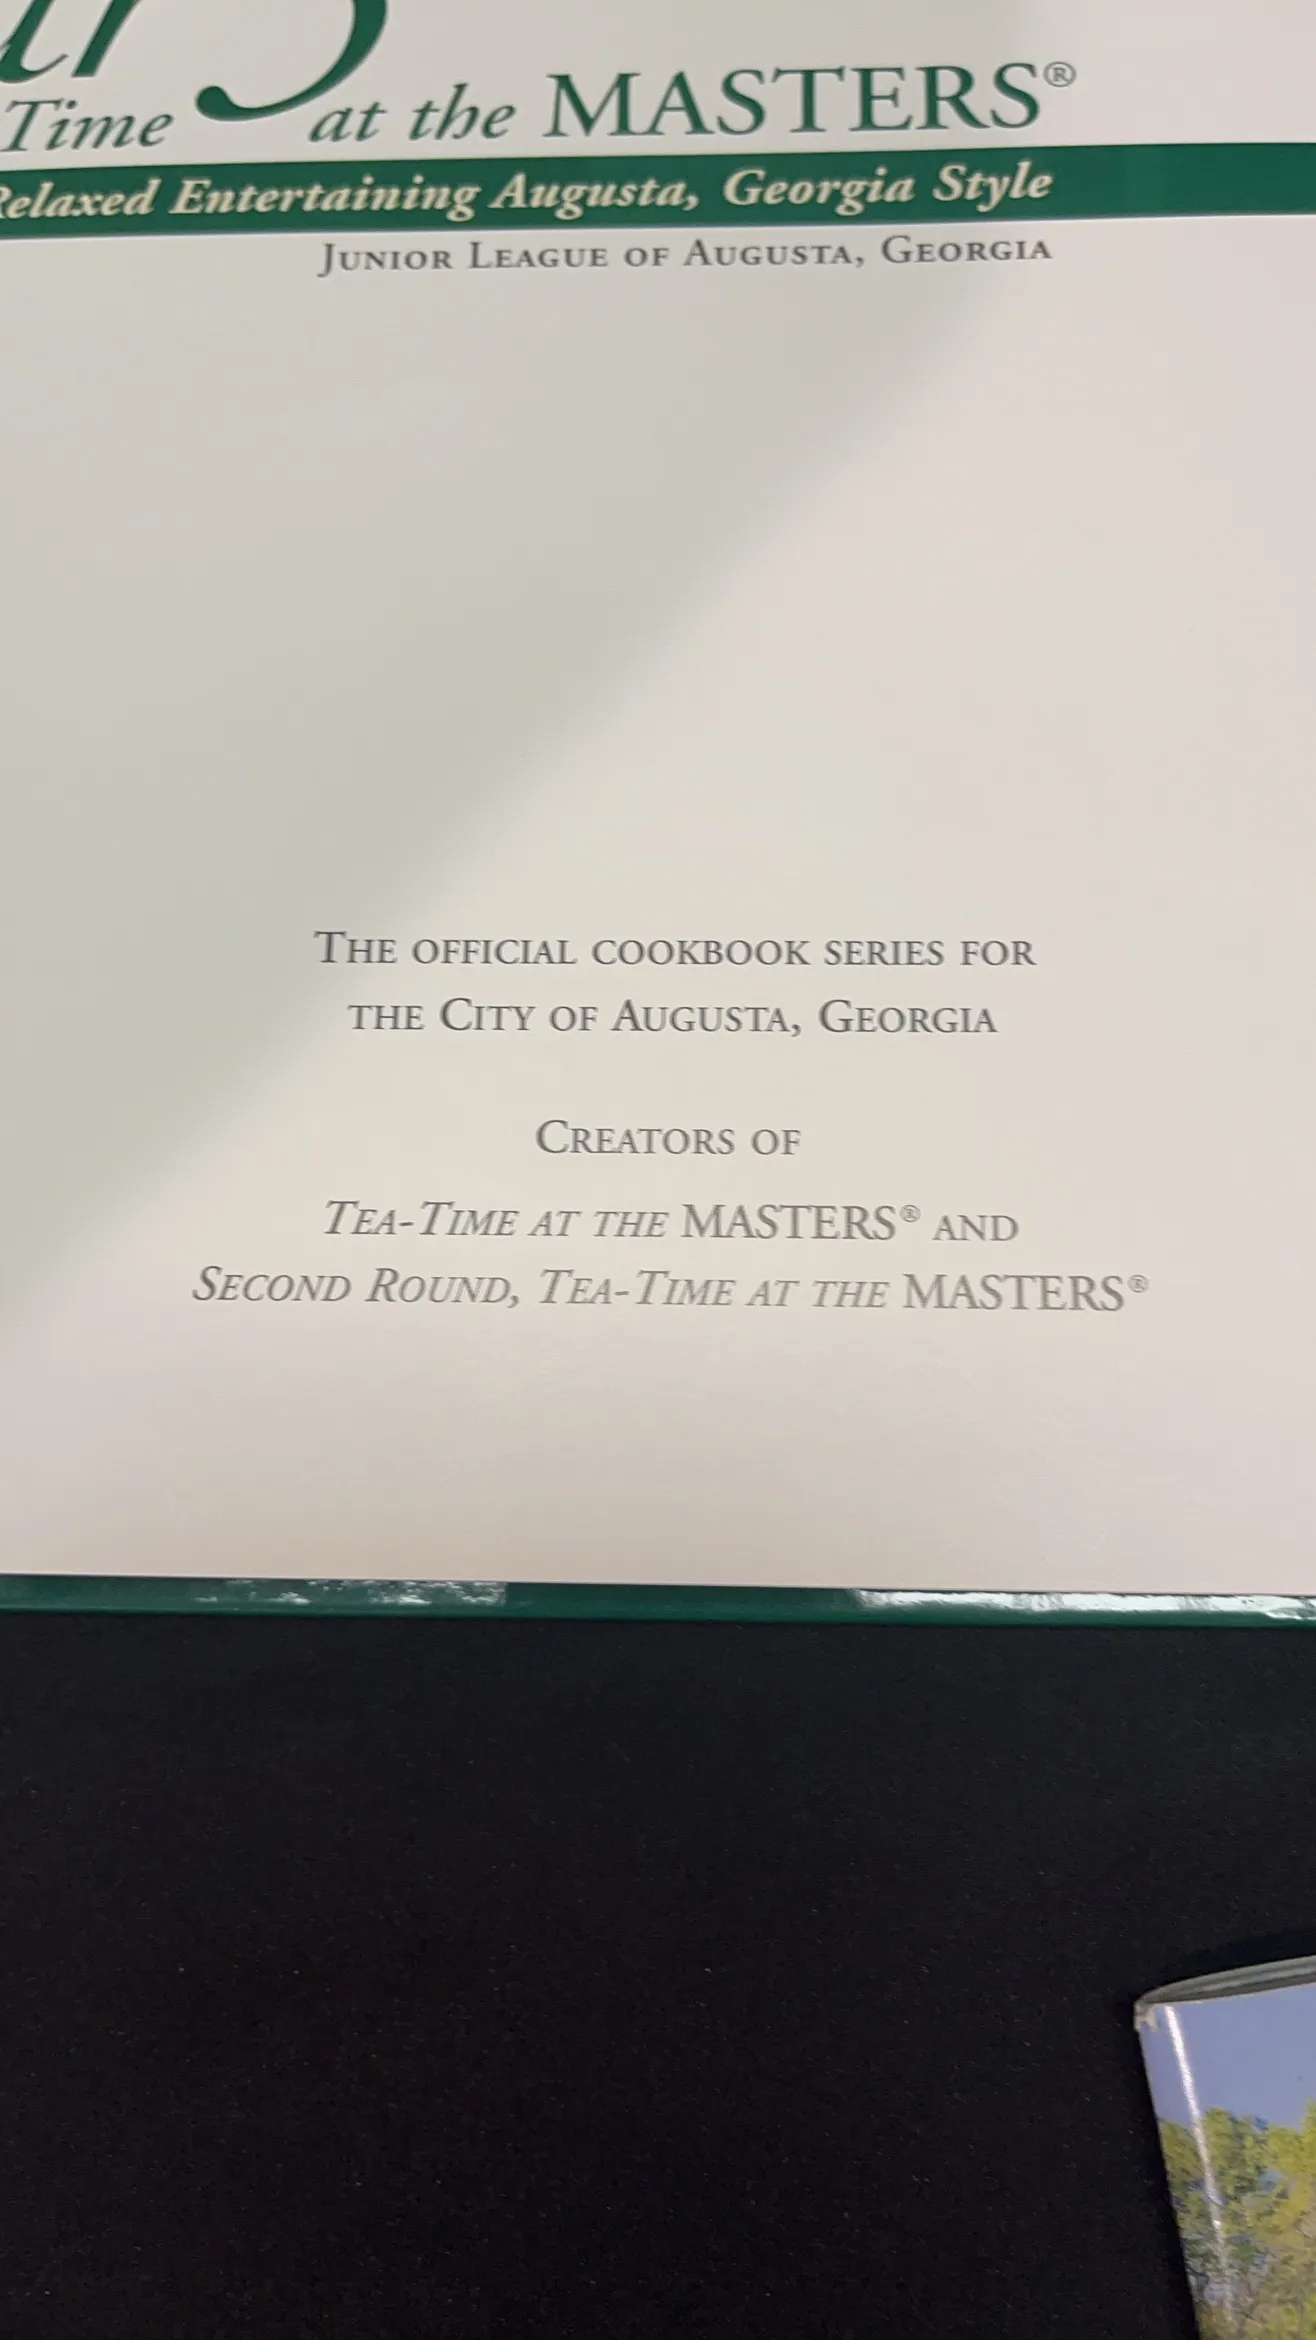 Time at the MASTERS®
Relaxed Entertaining Augusta, Georgia Style
JUNIOR LEAGUE OF AUGUSTA, GEORGIA
THE OFFICIAL COOKBOOK SERIES FOR
THE CITY OF AUGUSTA, GEORGIA
CREATORS OF
TEA-TIME AT THE MASTERS® AND
SECOND ROUND, TEA-TIME AT THE MASTERS®